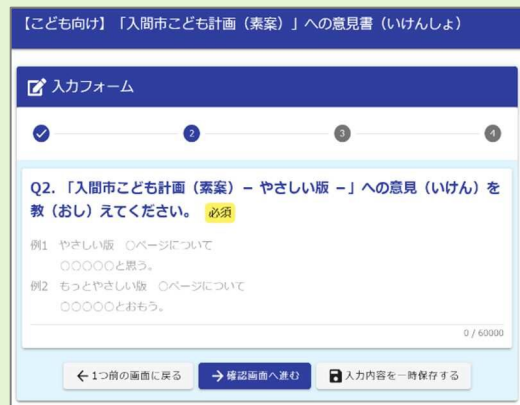 【こども向け】「入間市こども計画（素案）」への意見書（いけんしょ）
入力フォーム
2 3 4
Q2. 「入間市こども計画（素案）－ やさしい版 －」への意見（いけん）を
教（おし）えてください。 必須
例1 やさしい版 ○ページについて
○○○○○と思う。
例2 もっとやさしい版 ○ページについて
○○○○○とおもう。
0 / 60000
←1つ前の画面に戻る →確認画面へ進む 入力内容を一時保存する